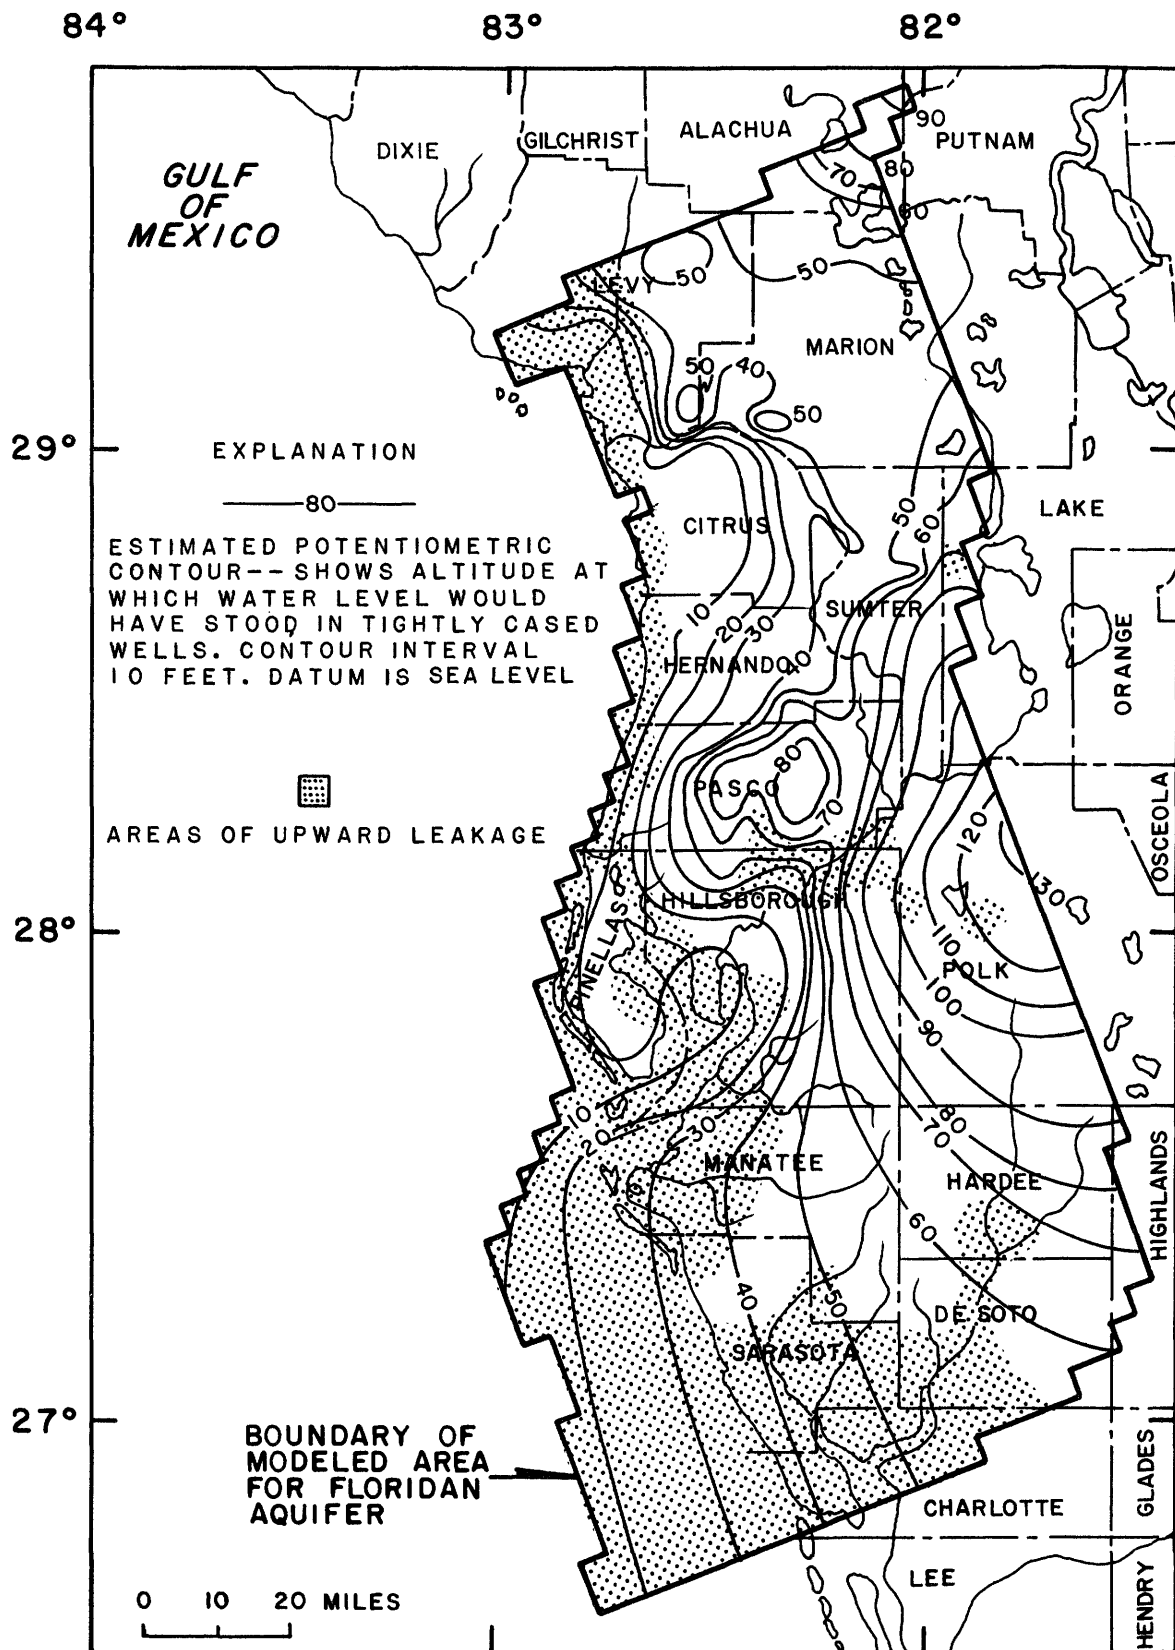 84° 83° 82°
90
DIXIE GILCHRIST ALACHUA PUTNAM
80
70
60
GULF
OF
MEXICO
50 50
LEVY
MARION
50 40
50
29°
EXPLANATION
80
50
60
LAKE
CITRUS
ESTIMATED POTENTIOMETRIC
CONTOUR--SHOWS ALTITUDE AT
WHICH WATER LEVEL WOULD
HAVE STOOD IN TIGHTLY CASED
WELLS. CONTOUR INTERVAL
10 FEET. DATUM IS SEA LEVEL
10 20 30 40
SUMTER
HERNANDO
ORANGE
80
PASCO
70
AREAS OF UPWARD LEAKAGE
OSCEOLA
120
130
HILLSBOROUGH
28°
PINELLAS
110
POLK
100
90
10
20
30
80
70
MANATEE
HARDEE
HIGHLANDS
60
40
50
DE SOTO
SARASOTA
27°
BOUNDARY OF
MODELED AREA
FOR FLORIDAN
AQUIFER
GLADES
CHARLOTTE
LEE
HENDRY
0 10 20 MILES